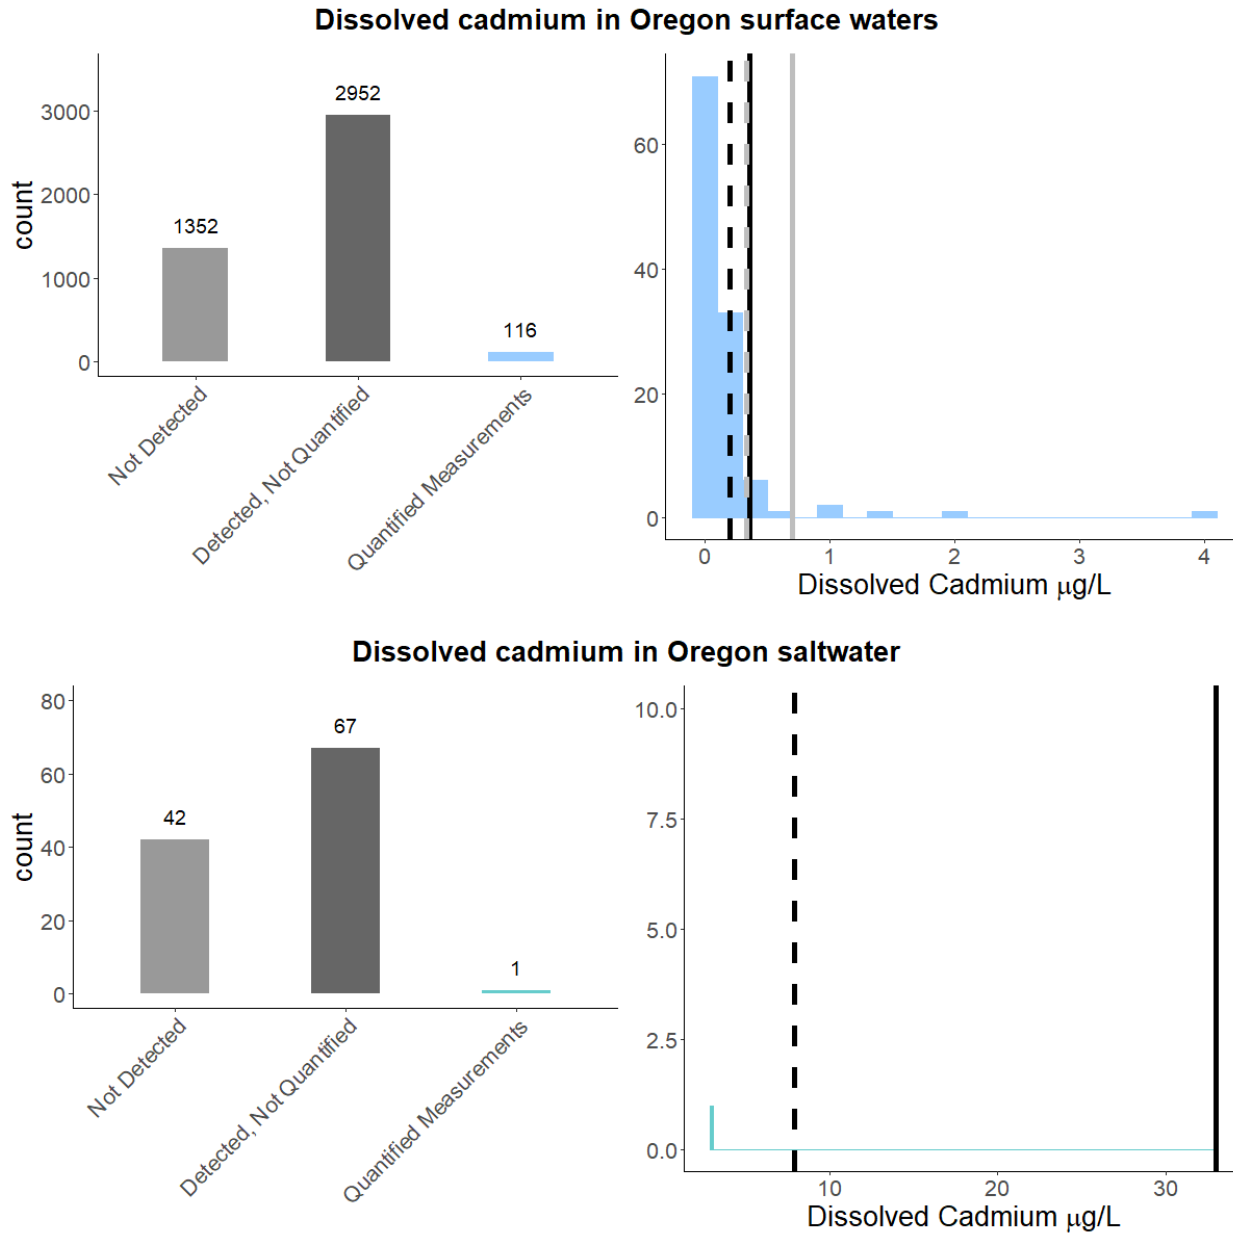 Dissolved cadmium in Oregon surface waters
count
3000
2000
1000
0
1352
2952
116
Not Detected
Detected, Not Quantified
Quantified Measurements
60
40
20
0
0 1 2 3 4
Dissolved Cadmium μg/L
Dissolved cadmium in Oregon saltwater
count
80
60
40
20
0
42
67
1
Not Detected
Detected, Not Quantified
Quantified Measurements
10.0
7.5
5.0
2.5
0.0
10 20 30
Dissolved Cadmium μg/L